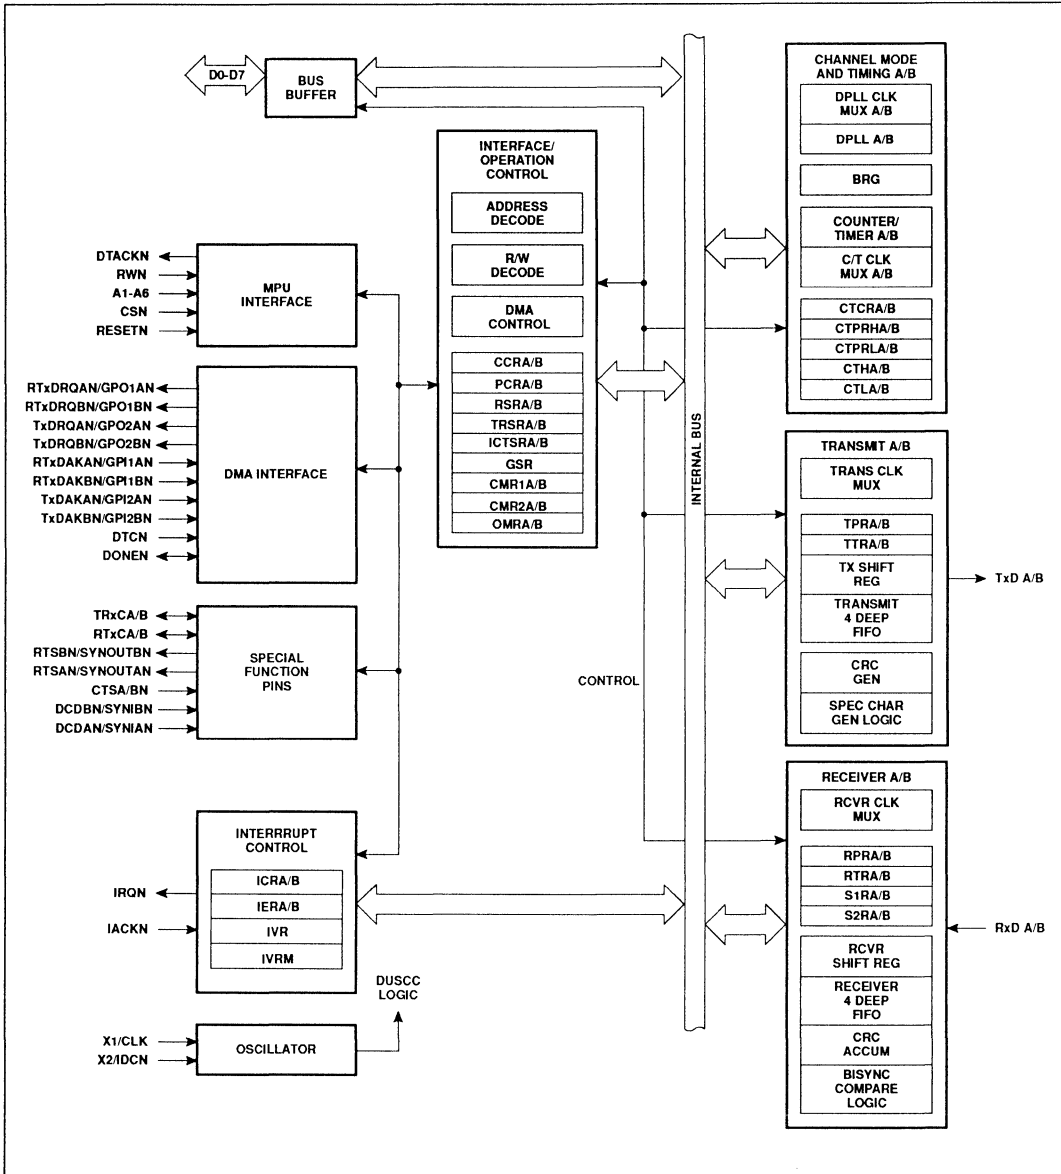 D0-D7
BUS
BUFFER
INTERFACE/
OPERATION
CONTROL
ADDRESS
DECODE
R/W
DECODE
DMA
CONTROL
CCRA/B
PCRA/B
RSRA/B
TRSRA/B
ICTSRA/B
GSR
CMR1A/B
CMR2A/B
OMRA/B
DTACKN
RWN
A1-A6
CSN
RESETN
MPU
INTERFACE
RTxDRQAN/GPO1AN
RTxDRQBN/GPO1BN
TxDRQAN/GPO2AN
TxDRQBN/GPO2BN
RTxDAKAN/GPI1AN
RTxDAKBN/GPI1BN
TxDAKAN/GPI2AN
TxDAKBN/GPI2BN
DTCN
DONEN
DMA INTERFACE
TRxCA/B
RTxCA/B
RTSBN/SYNOUTBN
RTSAN/SYNOUTAN
CTSA/BN
DCDBN/SYNIBN
DCDAN/SYNIAN
SPECIAL
FUNCTION
PINS
INTERRRUPT
CONTROL
ICRA/B
IERA/B
IVR
IVRM
IRQN
IACKN
DUSCC
LOGIC
X1/CLK
X2/IDCN
OSCILLATOR
CONTROL
INTERNAL BUS
CHANNEL MODE
AND TIMING A/B
DPLL CLK
MUX A/B
DPLL A/B
BRG
COUNTER/
TIMER A/B
C/T CLK
MUX A/B
CTCRA/B
CTPRHA/B
CTPRLA/B
CTHA/B
CTLA/B
TRANSMIT A/B
TRANS CLK
MUX
TPRA/B
TTRA/B
TX SHIFT
REG
TRANSMIT
4 DEEP
FIFO
CRC
GEN
SPEC CHAR
GEN LOGIC
TxD A/B
RECEIVER A/B
RCVR CLK
MUX
RPRA/B
RTRA/B
S1RA/B
S2RA/B
RCVR
SHIFT REG
RECEIVER
4 DEEP
FIFO
CRC
ACCUM
BISYNC
COMPARE
LOGIC
RxD A/B